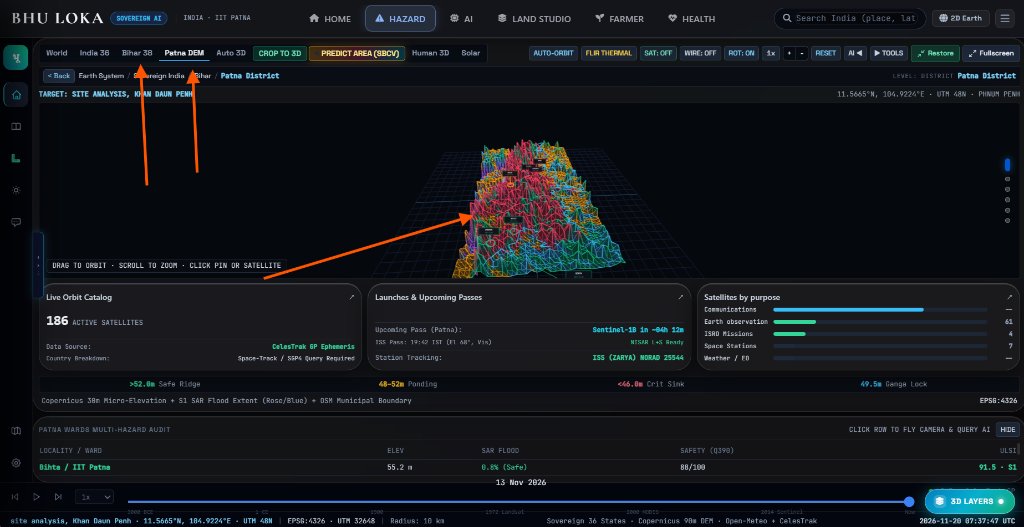 BHU LOKA SOVEREIGN AI INDIA · IIT PATNA HOME HAZARD AI LAND STUDIO FARMER HEALTH Search India (place, lat 2D Earth
World India 36 Bihar 38 Patna DEM Auto 3D CROP TO 3D PREDICT AREA (SBCV) Human 3D Solar AUTO-ORBIT FLIR THERMAL SAT: OFF WIRE: OFF ROT: ON 1x + - RESET AI ◀ ▶ TOOLS Restore Fullscreen
< Back Earth System / Sovereign India / Bihar / Patna District LEVEL: DISTRICT Patna District
TARGET: SITE ANALYSIS, KHAN DAUN PENH 11.5665°N, 104.9224°E · UTM 48N · PHNUM PENH
DRAG TO ORBIT · SCROLL TO ZOOM · CLICK PIN OR SATELLITE
Live Orbit Catalog
186 ACTIVE SATELLITES
Data Source: CelesTrak GP Ephemeris
Country Breakdown: Space-Track / SGP4 Query Required
Launches & Upcoming Passes
Upcoming Pass (Patna): Sentinel-1B in ~04h 12m
ISS Pass: 19:42 IST (El 68°, Vis) NISAR L+S Ready
Station Tracking: ISS (ZARYA) NORAD 25544
Satellites by purpose
Communications —
Earth observation 61
ISRO Missions 4
Space Stations 7
Weather / EO —
>52.0m Safe Ridge 48-52m Ponding <46.0m Crit Sink 49.5m Ganga Lock
Copernicus 30m Micro-Elevation + S1 SAR Flood Extent (Rose/Blue) + OSM Municipal Boundary EPSG:4326
PATNA WARDS MULTI-HAZARD AUDIT CLICK ROW TO FLY CAMERA & QUERY AI HIDE
LOCALITY / WARD ELEV SAR FLOOD SAFETY (Q390) ULSI
Bihta / IIT Patna 55.2 m 0.8% (Safe) 88/100 91.5 · S1
13 Nov 2026
1x 3D LAYERS
3000 BCE 1 CE 1900 1972·Landsat 2000·MODIS 2014·Sentinel Now
site analysis, Khan Daun Penh · 11.5665°N, 104.9224°E · UTM 48N | EPSG:4326 · UTM 32648 | Radius: 10 km Sovereign 36 States · Copernicus 90m DEM · Open-Meteo + CelesTrak 2026-11-20 07:37:47 UTC